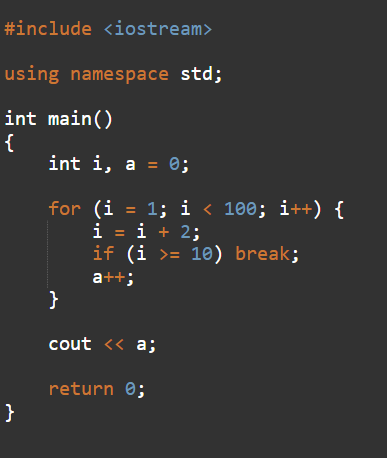 #include <iostream>
using namespace std;
int main()
{
    int i, a = 0;
    for (i = 1; i < 100; i++) {
        i = i + 2;
        if (i >= 10) break;
        a++;
    }
    cout << a;
    return 0;
}